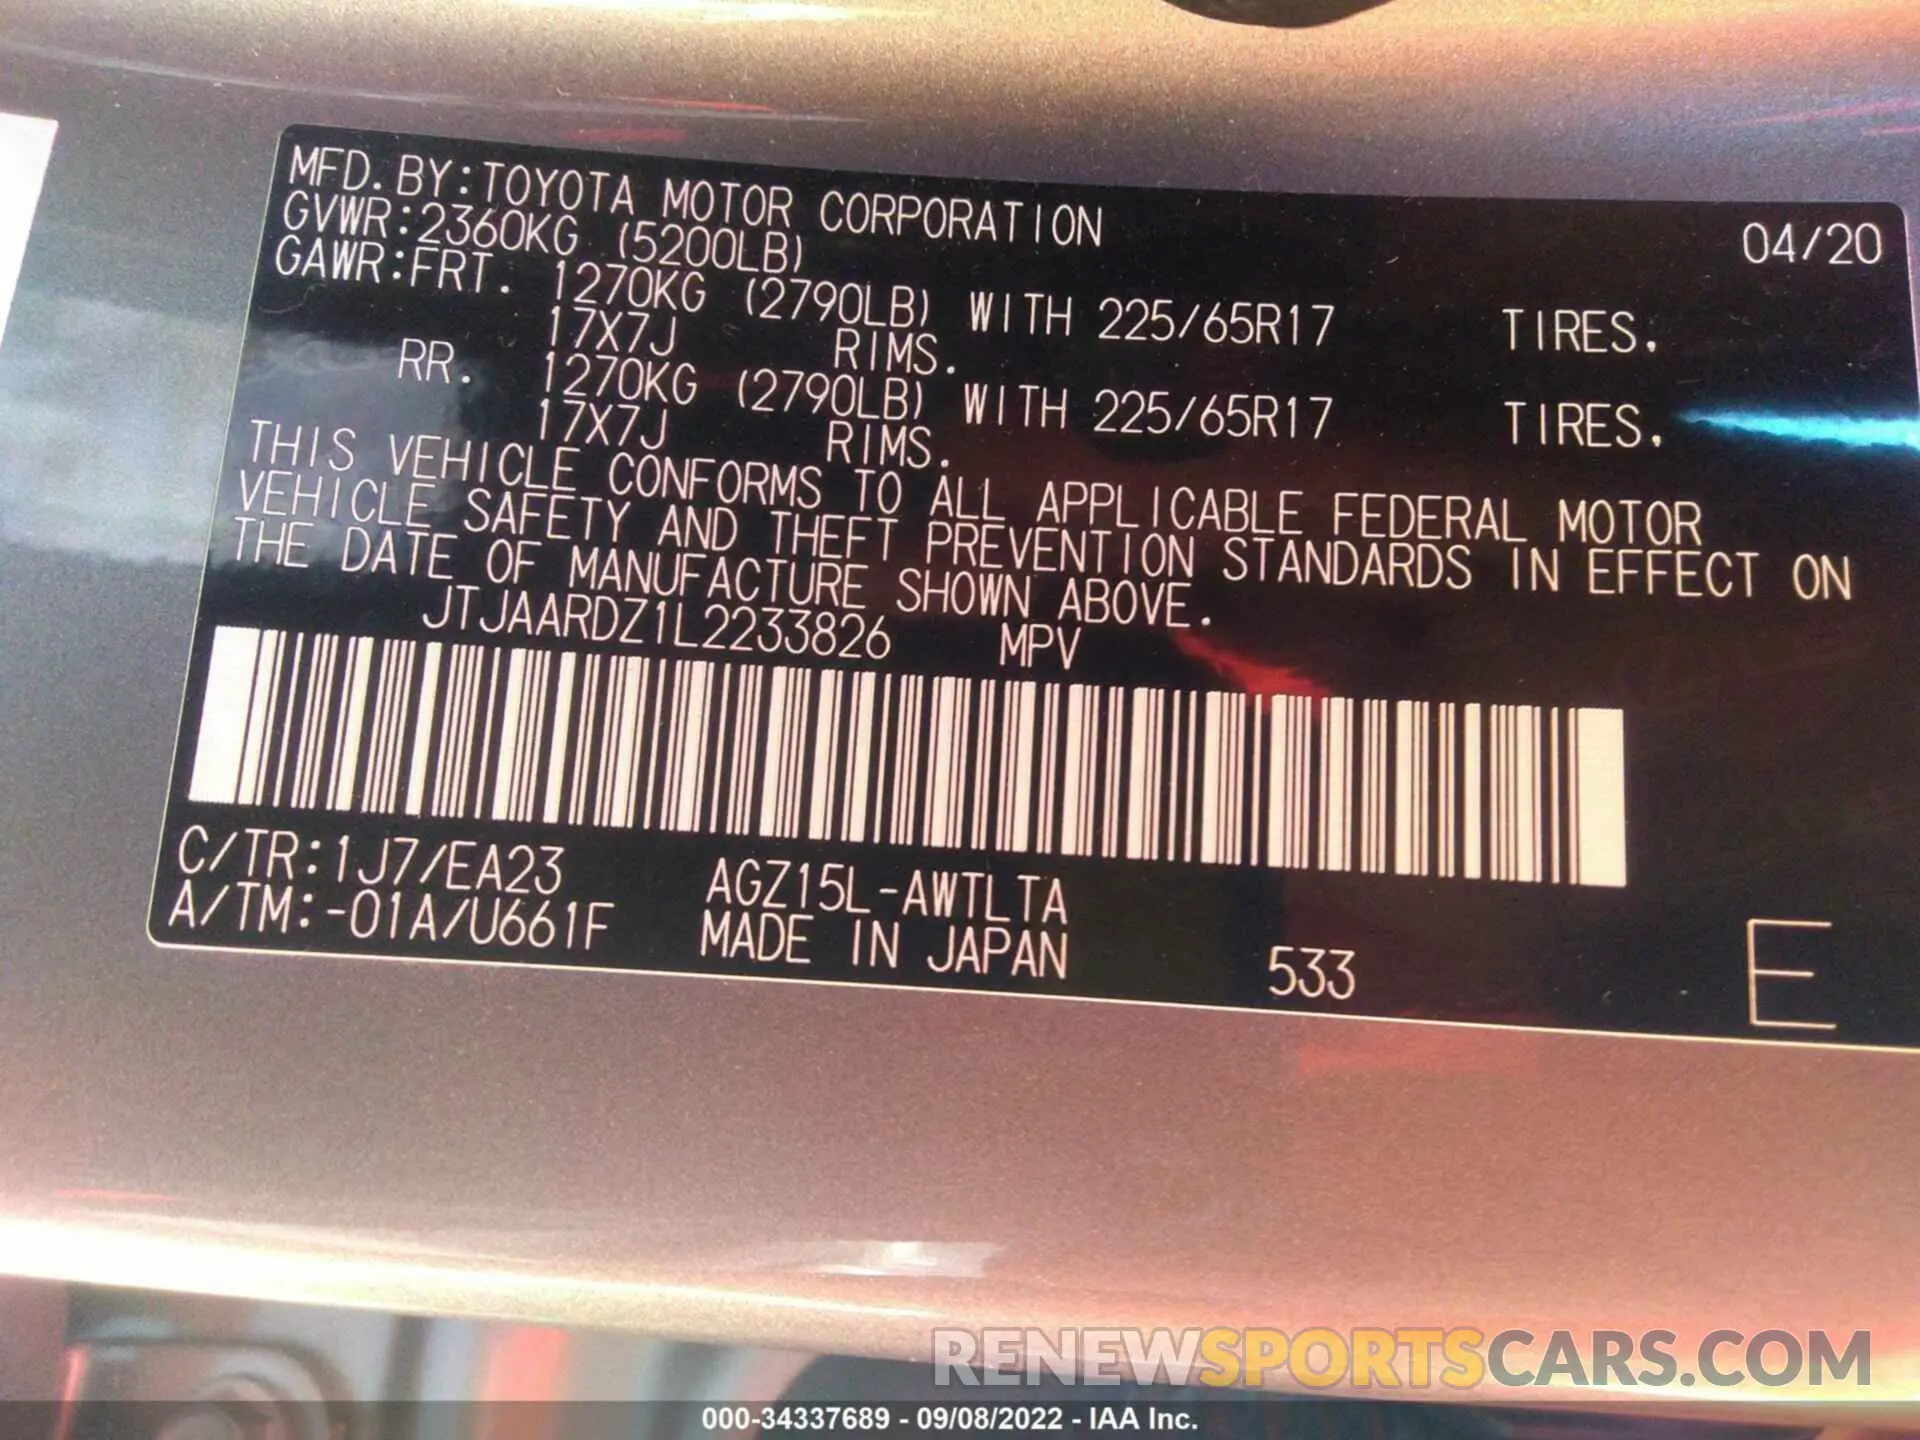 MFD. BY:TOYOTA MOTOR CORPORATION 04/20
GVWR:2360KG (5200LB)
GAWR:FRT. 1270KG (2790LB) WITH 225/65R17 TIRES.
17X7J RIMS.
RR. 1270KG (2790LB) WITH 225/65R17 TIRES.
17X7J RIMS.
THIS VEHICLE CONFORMS TO ALL APPLICABLE FEDERAL MOTOR
VEHICLE SAFETY AND THEFT PREVENTION STANDARDS IN EFFECT ON
THE DATE OF MANUFACTURE SHOWN ABOVE.
JTJAARDZ1L2233826 MPV
C/TR:1J7/EA23 AGZ15L-AWTLTA
A/TM:-01A/U661F MADE IN JAPAN 533 E
RENEWSPORTSCARS.COM
000-34337689 - 09/08/2022 - IAA Inc.